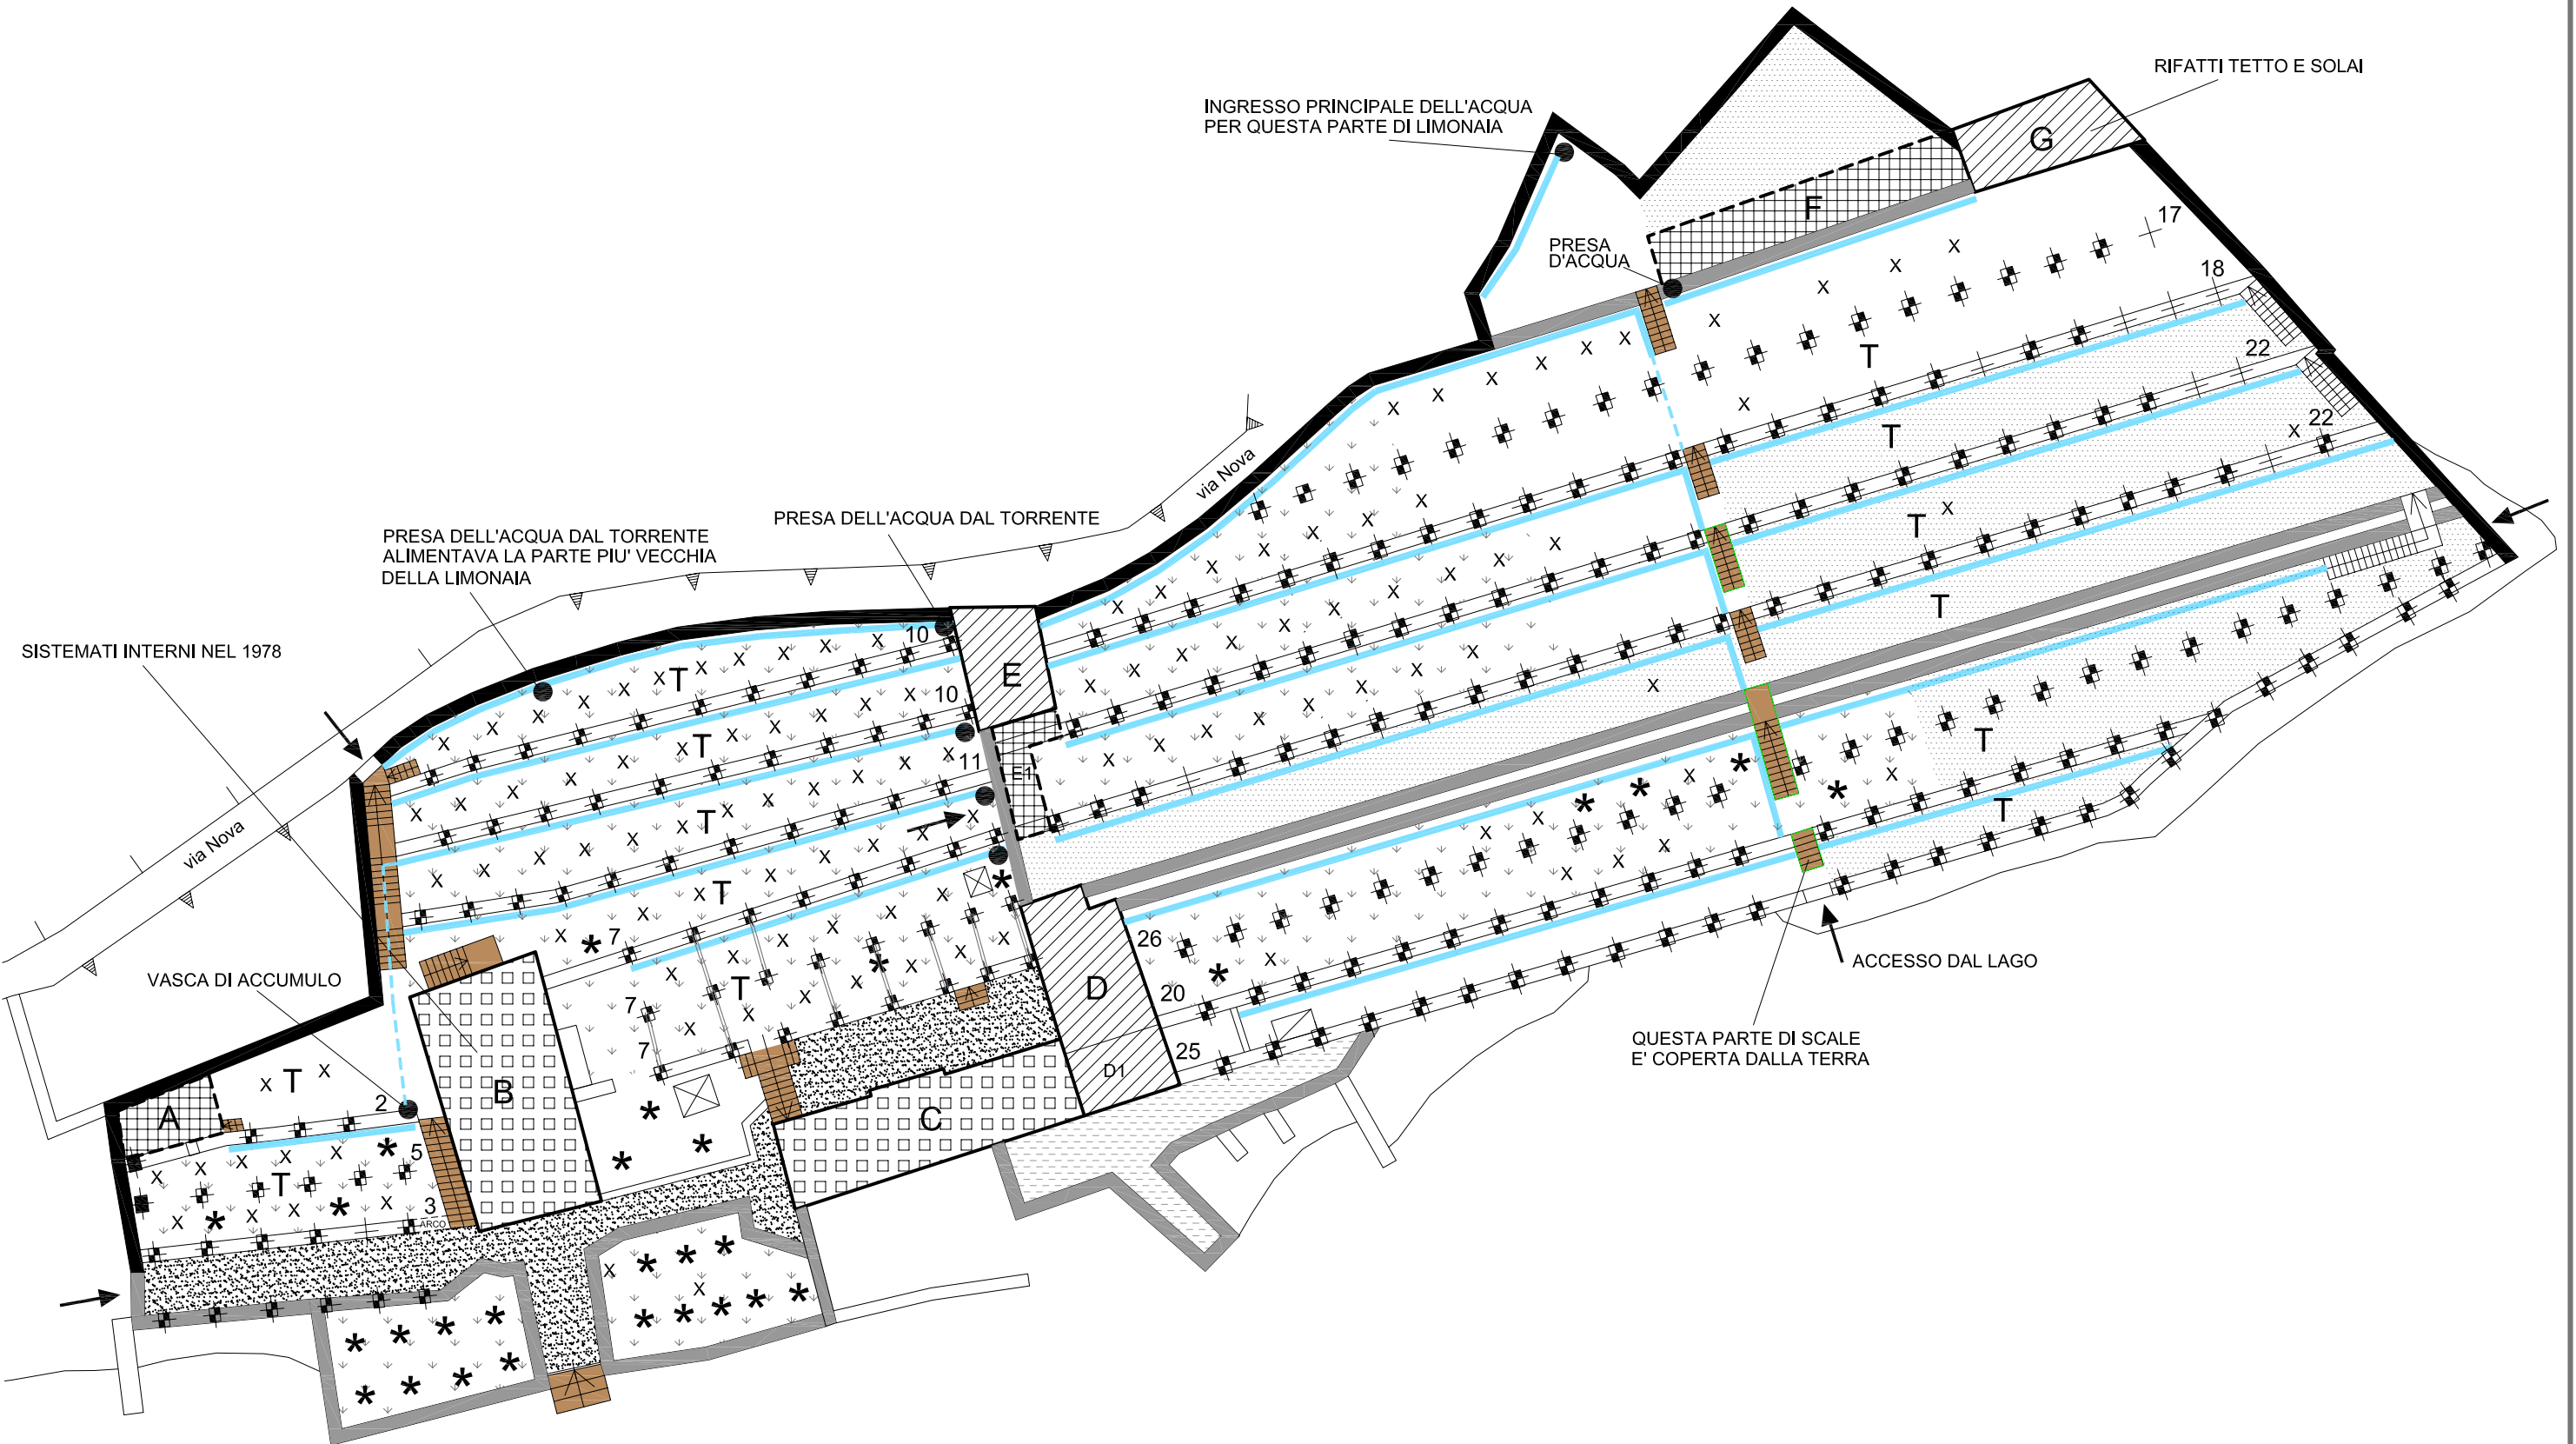 RIFATTI TETTO E SOLAI
INGRESSO PRINCIPALE DELL'ACQUA
PER QUESTA PARTE DI LIMONAIA
G
F
17
PRESA
D'ACQUA
18
T
22
T
22
via Nova
T
PRESA DELL'ACQUA DAL TORRENTE
PRESA DELL'ACQUA DAL TORRENTE
ALIMENTAVA LA PARTE PIU' VECCHIA
DELLA LIMONAIA
T
SISTEMATI INTERNI NEL 1978
10
T
E
10
T
11
E1
T
T
T
via Nova
T
7
26
ACCESSO DAL LAGO
VASCA DI ACCUMULO
T
D
20
7
QUESTA PARTE DI SCALE
E' COPERTA DALLA TERRA
7
25
D1
T
2
A
B
C
5
T
3
ARCO